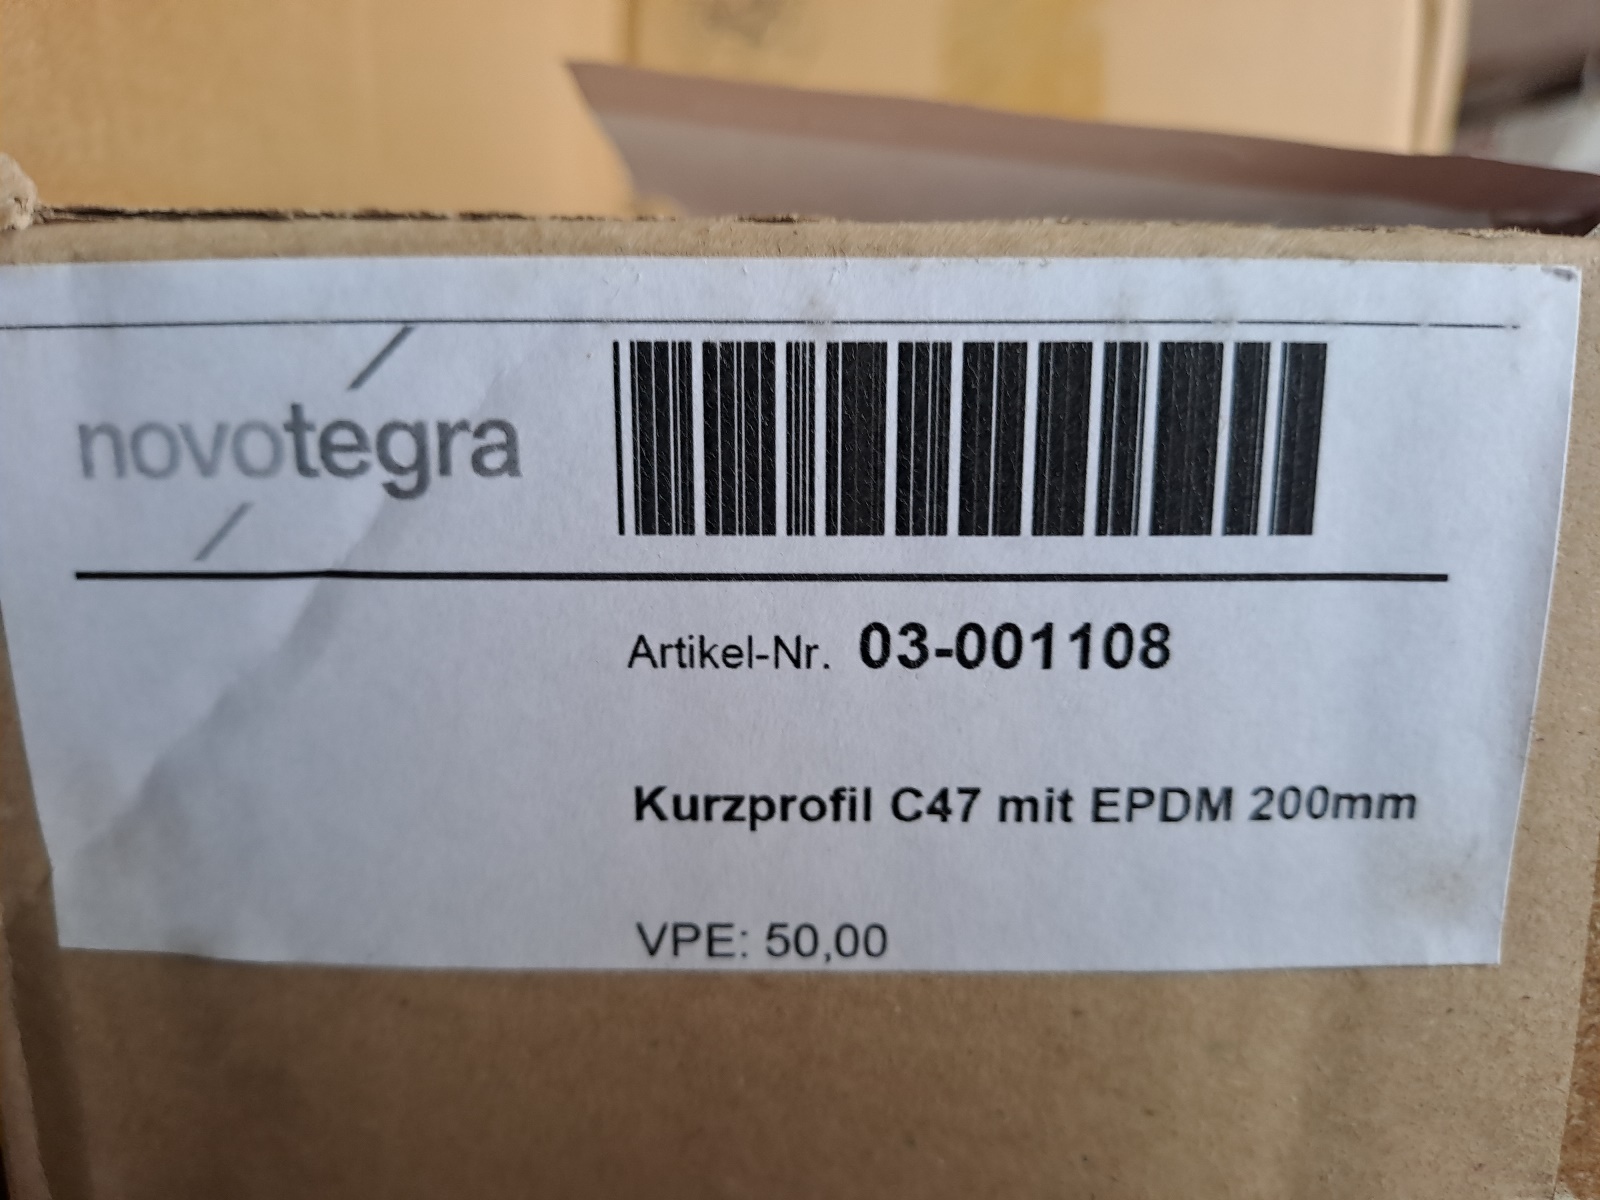 novotegra
Artikel-Nr. 03-001108
Kurzprofil C47 mit EPDM 200mm
VPE: 50,00